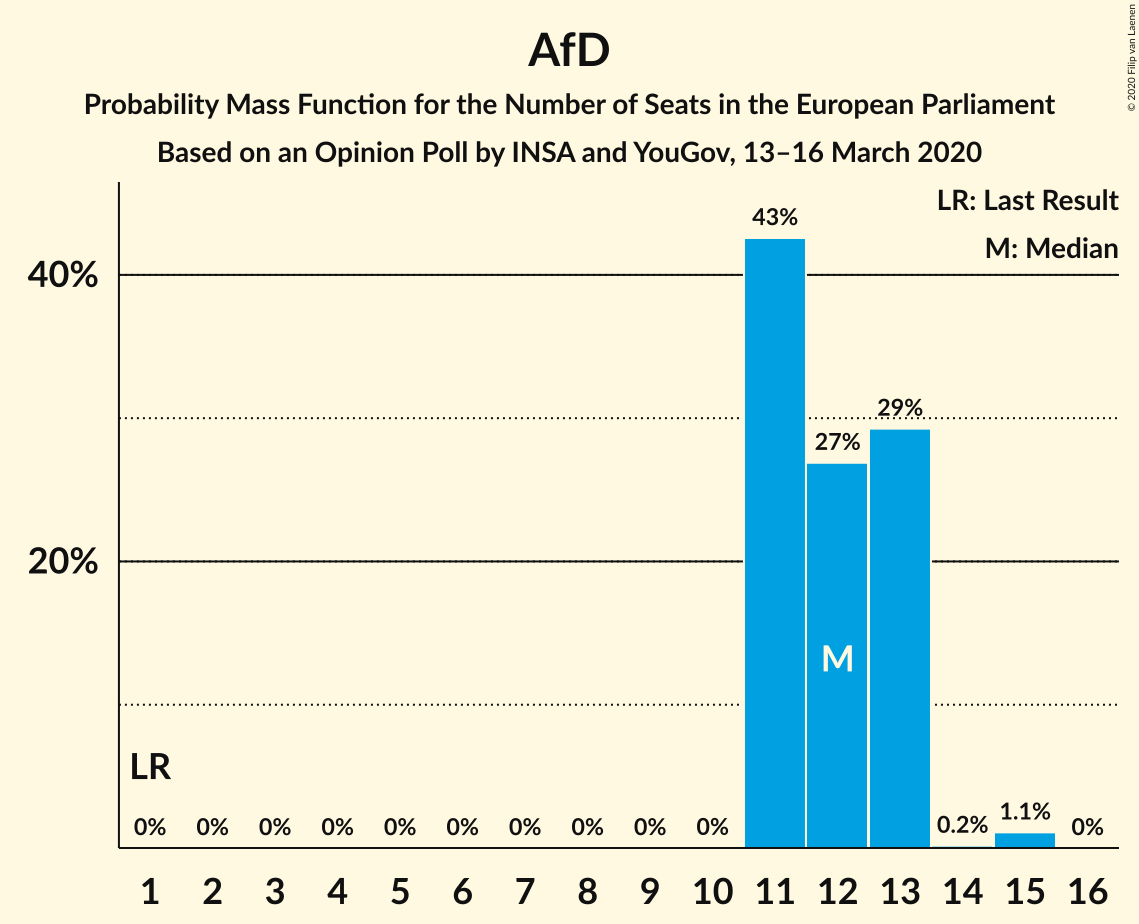 AfD
Probability Mass Function for the Number of Seats in the European Parliament
Based on an Opinion Poll by INSA and YouGov, 13–16 March 2020
© 2020 Filip van Laenen
LR: Last Result
M: Median
43%
40%
29%
27%
20%
M
LR
0% 0% 0% 0% 0% 0% 0% 0% 0% 0% 0.2% 1.1% 0%
1 2 3 4 5 6 7 8 9 10 11 12 13 14 15 16